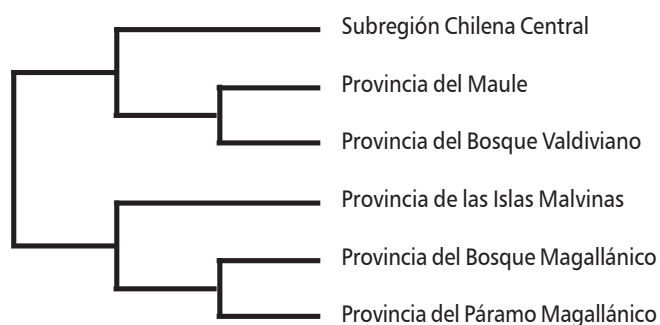 Subregión Chilena Central
Provincia del Maule
Provincia del Bosque Valdiviano
Provincia de las Islas Malvinas
Provincia del Bosque Magallánico
Provincia del Páramo Magallánico